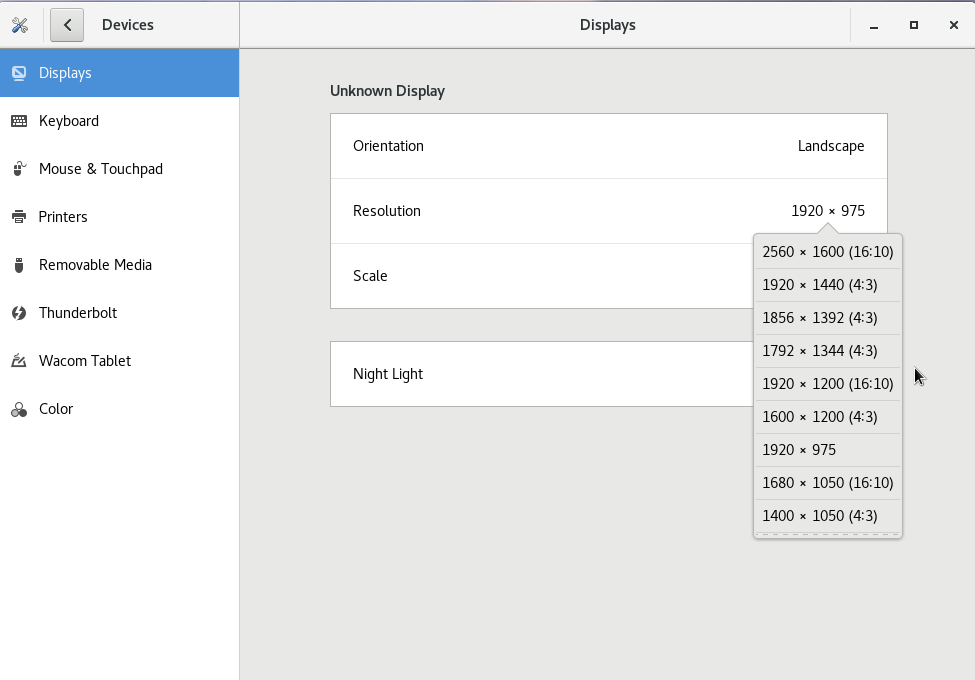 Devices
Displays
Displays
Keyboard
Mouse & Touchpad
Printers
Removable Media
Thunderbolt
Wacom Tablet
Color
Unknown Display
Orientation Landscape
Resolution 1920 × 975
Scale
Night Light
2560 × 1600 (16:10)
1920 × 1440 (4:3)
1856 × 1392 (4:3)
1792 × 1344 (4:3)
1920 × 1200 (16:10)
1600 × 1200 (4:3)
1920 × 975
1680 × 1050 (16:10)
1400 × 1050 (4:3)